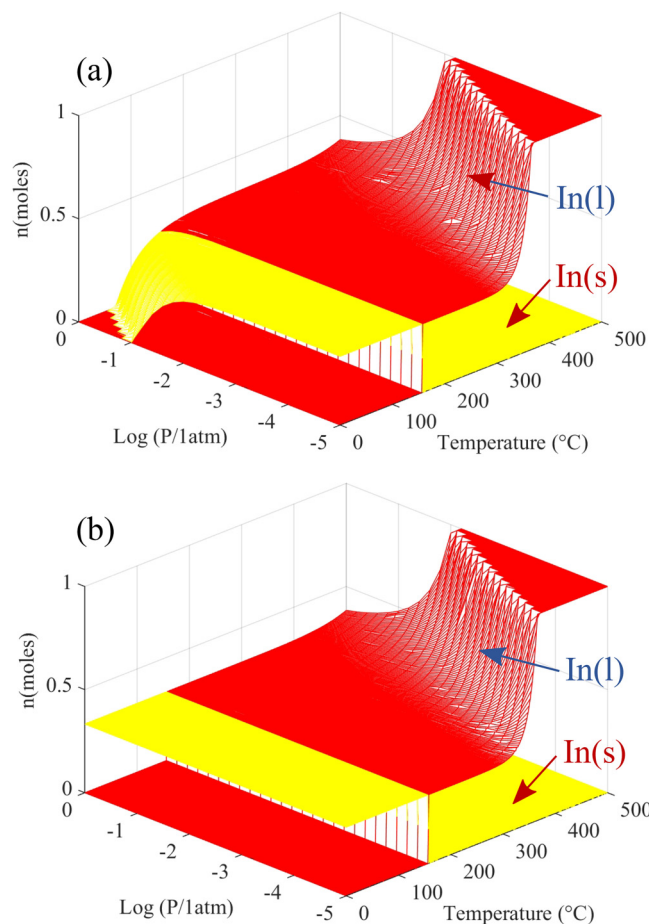 (a)
1
0.5
0
n(moles)
In(l)
In(s)
0
-1
-2
-3
-4
-5
Log (P/1atm)
0
100
200
300
400
500
Temperature (°C)
(b)
1
0.5
0
n(moles)
In(l)
In(s)
0
-1
-2
-3
-4
-5
Log (P/1atm)
0
100
200
300
400
500
Temperature (°C)